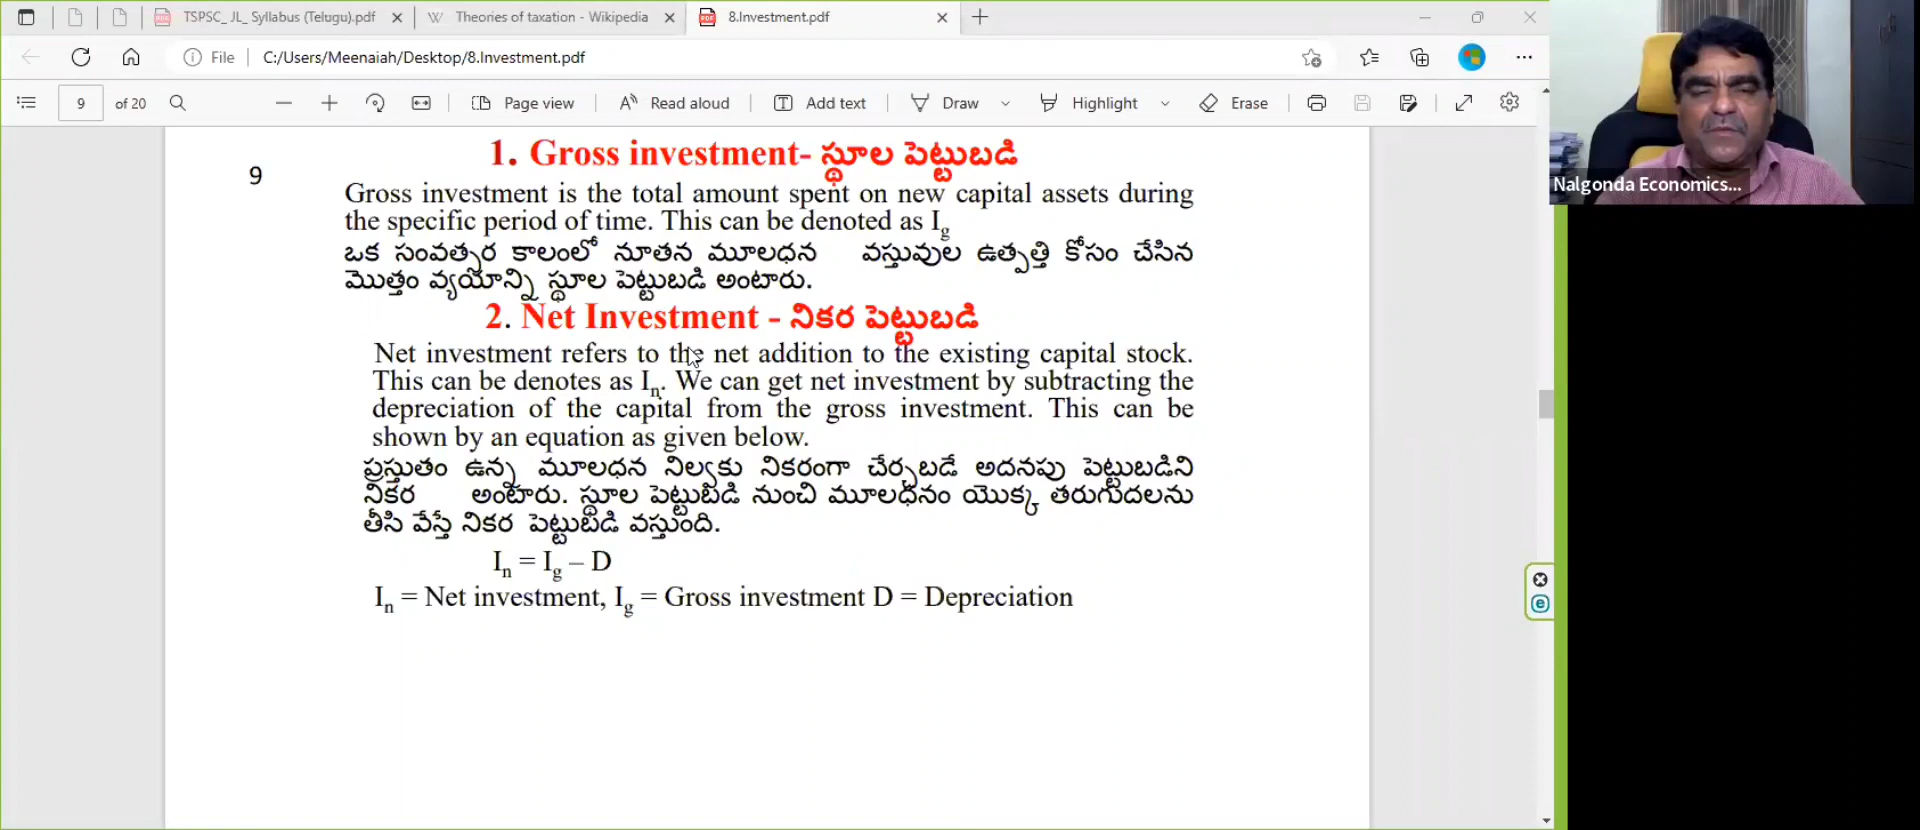 TSPSC_JL_ Syllabus (Telugu).pdf
Theories of taxation - Wikipedia
8.Investment.pdf
File C:/Users/Meenaiah/Desktop/8.Investment.pdf
9 of 20 Page view Read aloud Add text Draw Highlight Erase
1. Gross investment- స్థూల పెట్టుబడి
9
Gross investment is the total amount spent on new capital assets during
the specific period of time. This can be denoted as Ig
ఒక సంవత్సర కాలంలో నూతన మూలధన వస్తువుల ఉత్పత్తి కోసం చేసిన
మొత్తం వ్యయాన్ని స్థూల పెట్టుబడి అంటారు.
2. Net Investment - నికర పెట్టుబడి
Net investment refers to the net addition to the existing capital stock.
This can be denotes as In. We can get net investment by subtracting the
depreciation of the capital from the gross investment. This can be
shown by an equation as given below.
ప్రస్తుతం ఉన్న మూలధన నిల్వకు నికరంగా చేర్చబడే అదనపు పెట్టుబడిని
నికర అంటారు. స్థూల పెట్టుబడి నుంచి మూలధనం యొక్క తరుగుదలను
తీసి వేస్తే నికర పెట్టుబడి వస్తుంది.
In = Ig – D
In = Net investment, Ig = Gross investment D = Depreciation
Nalgonda Economics...